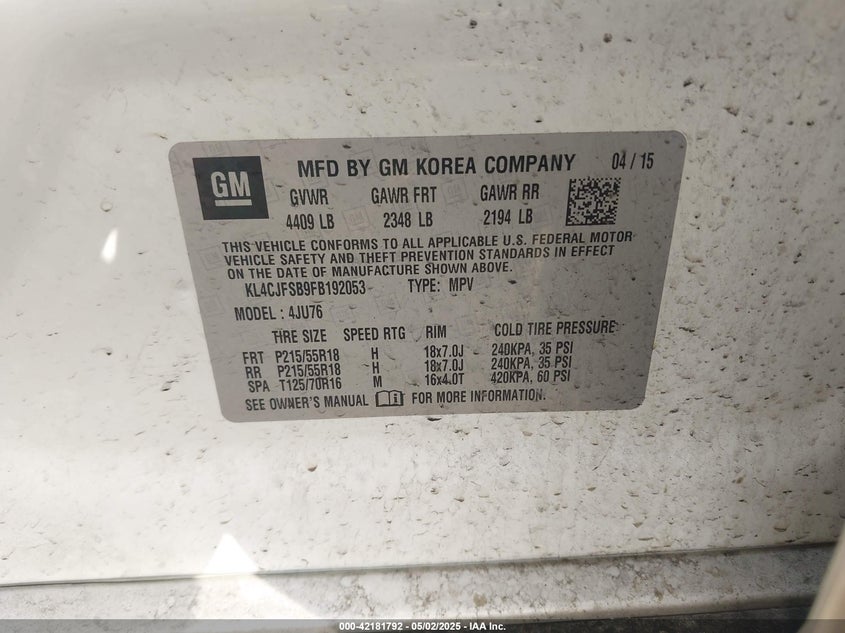 GM
MFD BY GM KOREA COMPANY 04 / 15
GVWR GAWR FRT GAWR RR
4409 LB 2348 LB 2194 LB
THIS VEHICLE CONFORMS TO ALL APPLICABLE U.S. FEDERAL MOTOR
VEHICLE SAFETY AND THEFT PREVENTION STANDARDS IN EFFECT
ON THE DATE OF MANUFACTURE SHOWN ABOVE.
KL4CJFSB9FB192053 TYPE: MPV
MODEL : 4JU76
TIRE SIZE SPEED RTG RIM COLD TIRE PRESSURE
FRT P215/55R18 H 18x7.0J 240KPA, 35 PSI
RR P215/55R18 H 18x7.0J 240KPA, 35 PSI
SPA T125/70R16 M 16x4.0T 420KPA, 60 PSI
SEE OWNER'S MANUAL FOR MORE INFORMATION.
000-42181792 - 05/02/2025 - IAA Inc.